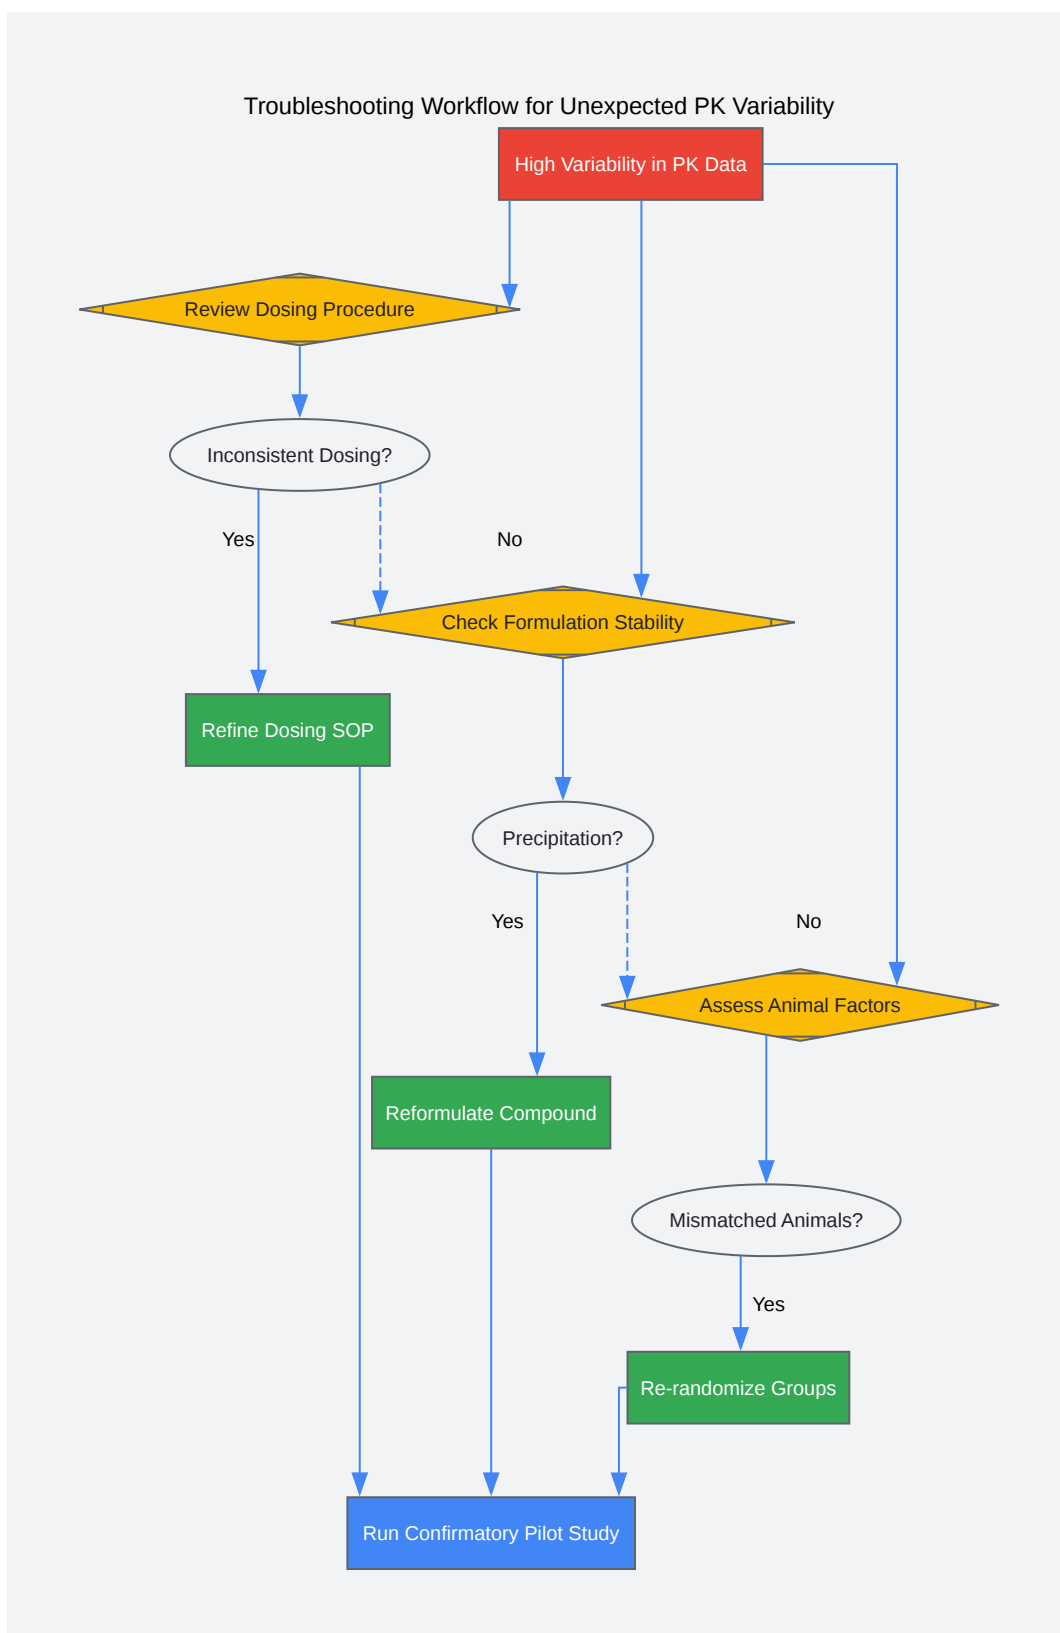 Troubleshooting Workflow for Unexpected PK Variability
High Variability in PK Data
Review Dosing Procedure
Inconsistent Dosing?
Yes
No
Check Formulation Stability
Refine Dosing SOP
Precipitation?
Yes
No
Assess Animal Factors
Reformulate Compound
Mismatched Animals?
Yes
Re-randomize Groups
Run Confirmatory Pilot Study